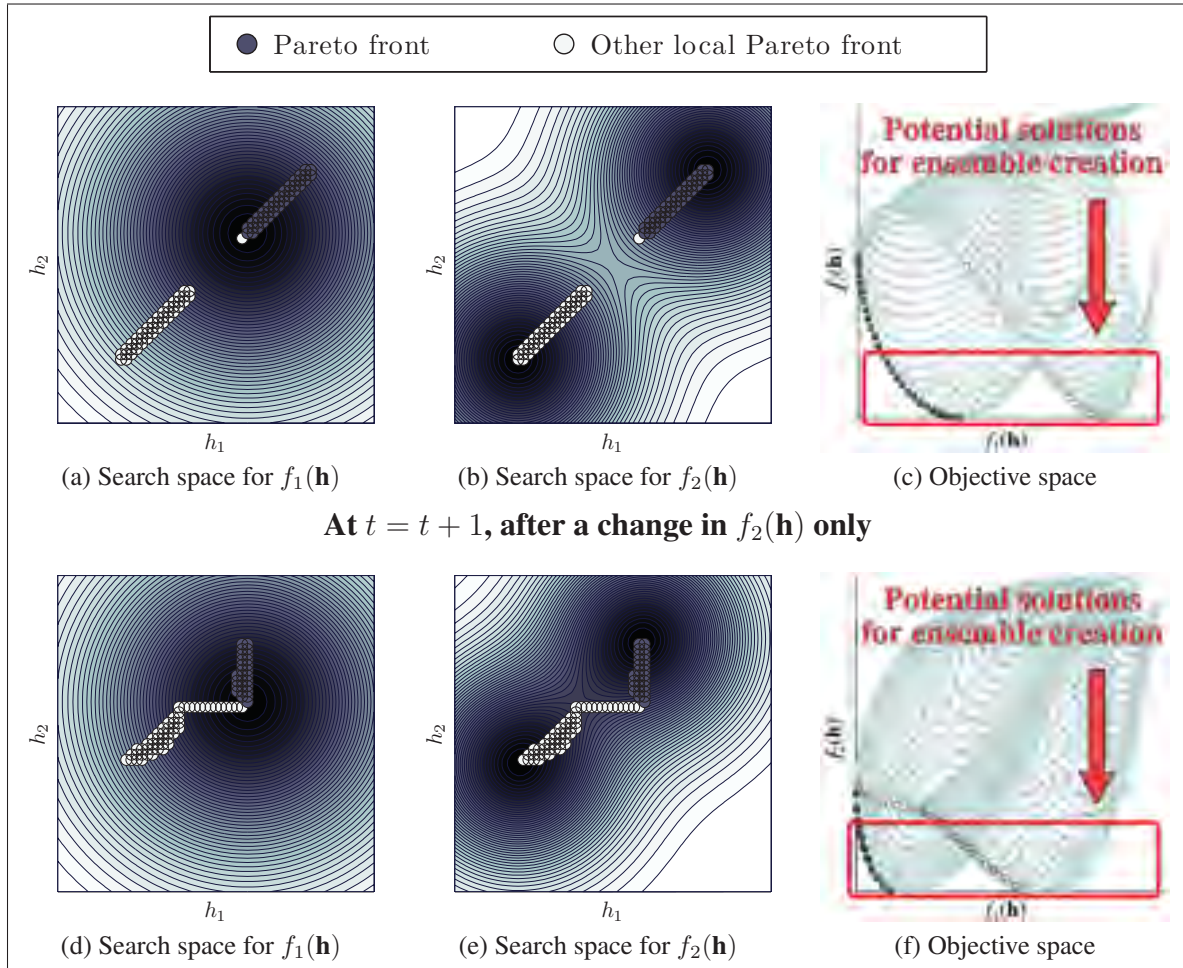 Pareto front
Other local Pareto front
h₂
h₁
(a) Search space for f₁(h)
h₂
h₁
(b) Search space for f₂(h)
Potential solutions
for ensemble creation
f₁(h)
(c) Objective space
At t = t + 1, after a change in f₂(h) only
h₂
h₁
(d) Search space for f₁(h)
h₂
h₁
(e) Search space for f₂(h)
Potential solutions
for ensemble creation
f₁(h)
(f) Objective space